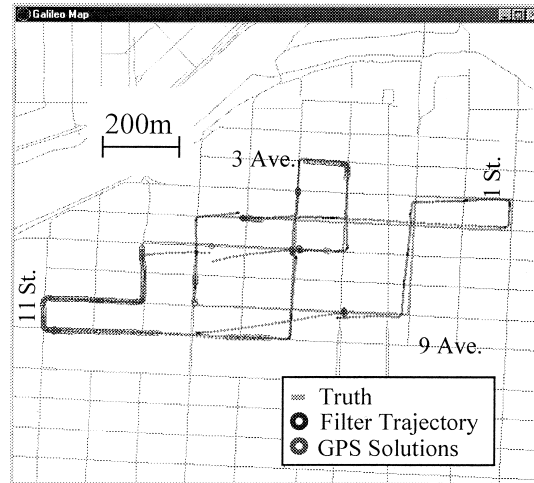 Galileo Map
200m
3 Ave.
1 St.
11 St.
9 Ave.
Truth
Filter Trajectory
GPS Solutions